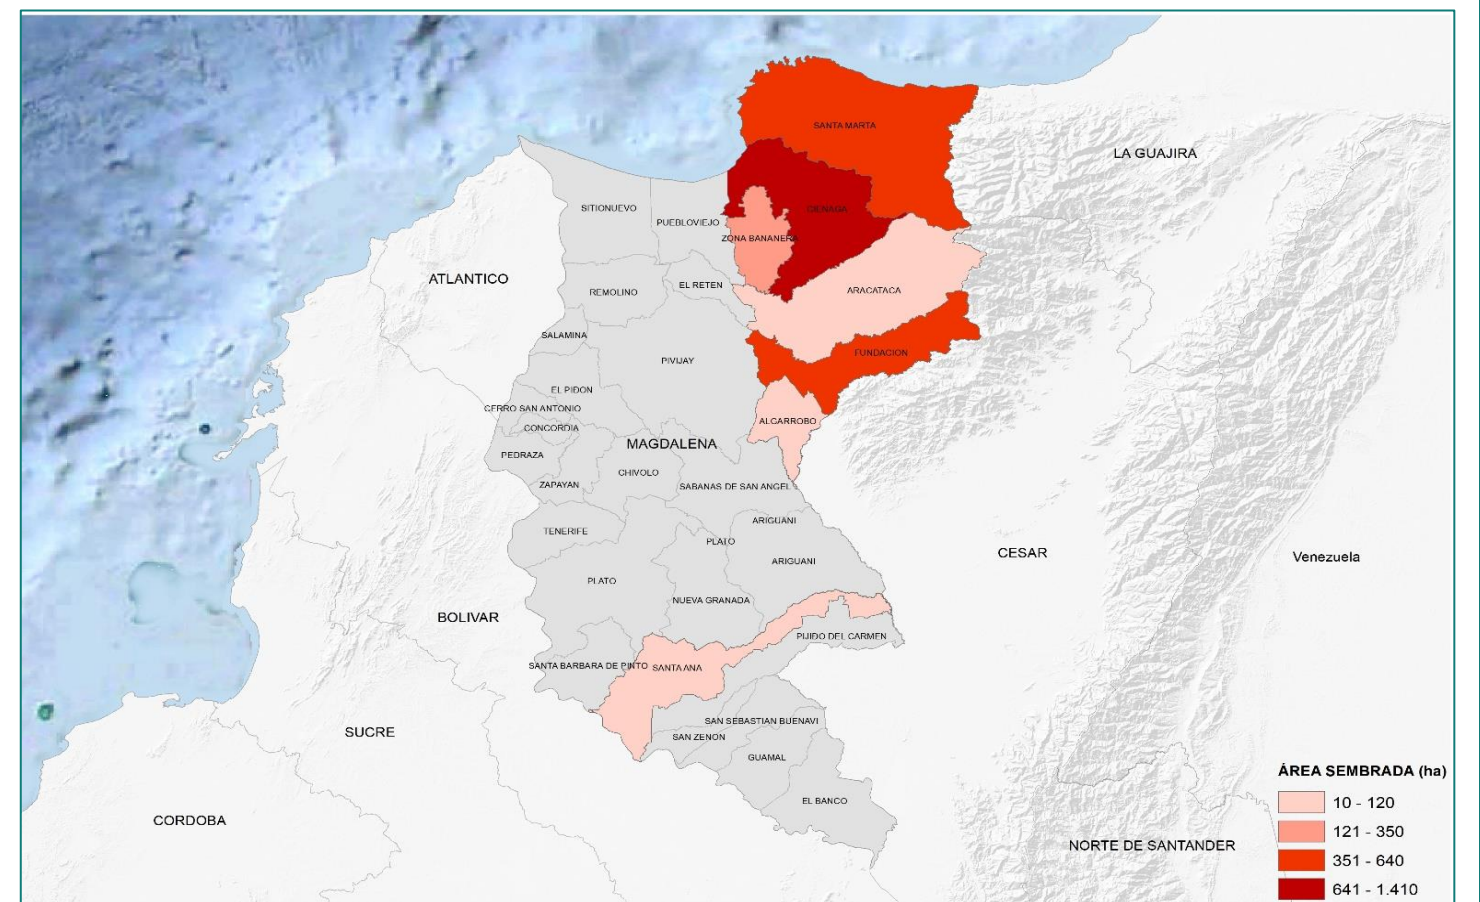 SANTA MARTA
LA GUAJIRA
SITIONUEVO
CIENAGA
PUEBLOVIEJO
ZONA BANANERA
ATLANTICO
EL RETEN
ARACATACA
REMOLINO
SALAMINA
FUNDACION
PIVIJAY
EL PIDON
CERRO SAN ANTONIO
ALGARROBO
CONCORDIA
MAGDALENA
PEDRAZA
CHIVOLO
ZAPAYAN
SABANAS DE SAN ANGEL
ARIGUANI
TENERIFE
PLATO
CESAR
Venezuela
ARIGUANI
PLATO
NUEVA GRANADA
BOLIVAR
PIJIDO DEL CARMEN
SANTA BARBARA DE PINTO
SANTA ANA
SAN SEBASTIAN BUENAVI
SUCRE
SAN ZENON
GUAMAL
ÁREA SEMBRADA (ha)
EL BANCO
10 - 120
CORDOBA
121 - 350
NORTE DE SANTANDER
351 - 640
641 - 1.410